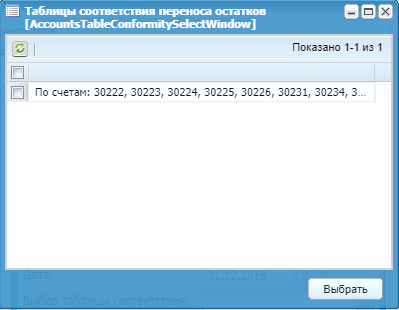 Таблицы соответствия переноса остатков
[AccountsTableConformitySelectWindow]
Показано 1-1 из 1
По счетам: 30222, 30223, 30224, 30225, 30226, 30231, 30234, 3...
Дата:
31.12.2018
Выбрать
Выбор таблицы соответствия: